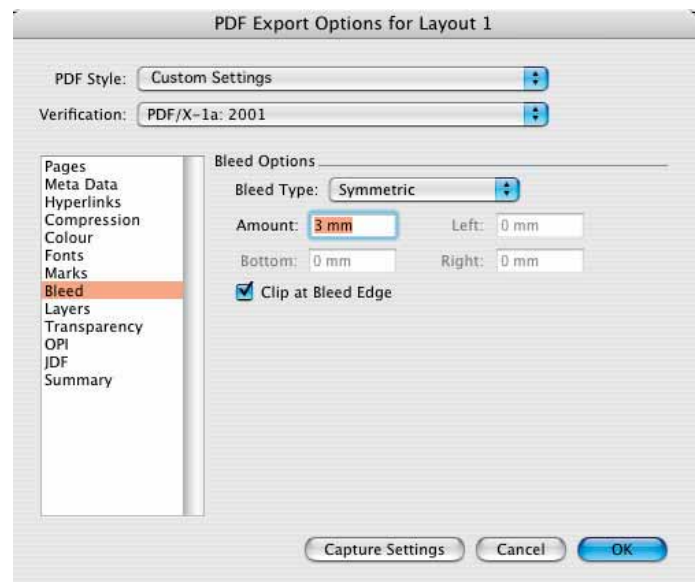 PDF Export Options for Layout 1
PDF Style: Custom Settings
Verification: PDF/X-1a: 2001
Pages
Meta Data
Hyperlinks
Compression
Colour
Fonts
Marks
Bleed
Layers
Transparency
OPI
JDF
Summary
Bleed Options
Bleed Type: Symmetric
Amount: 3 mm Left: 0 mm
Bottom: 0 mm Right: 0 mm
Clip at Bleed Edge
Capture Settings Cancel OK